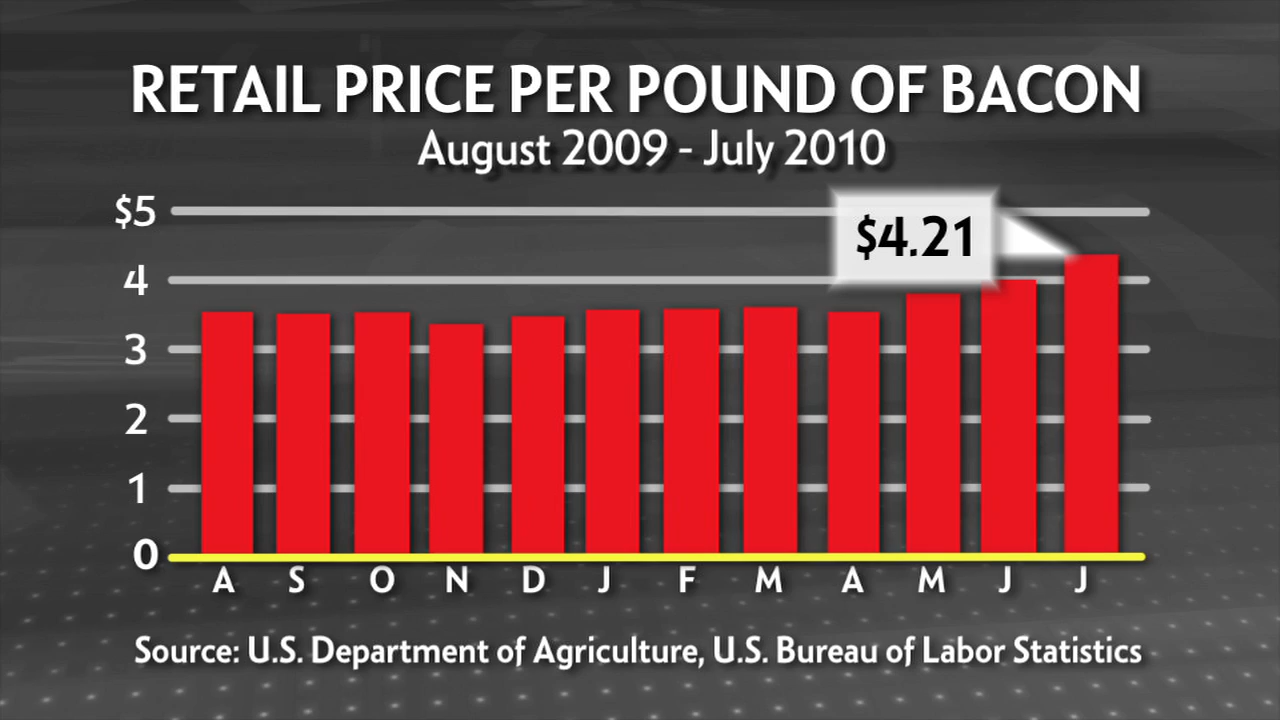 RETAIL PRICE PER POUND OF BACON
August 2009 - July 2010
$5
$4.21
4
3
2
1
0
A S O N D J F M A M J J
Source: U.S. Department of Agriculture, U.S. Bureau of Labor Statistics